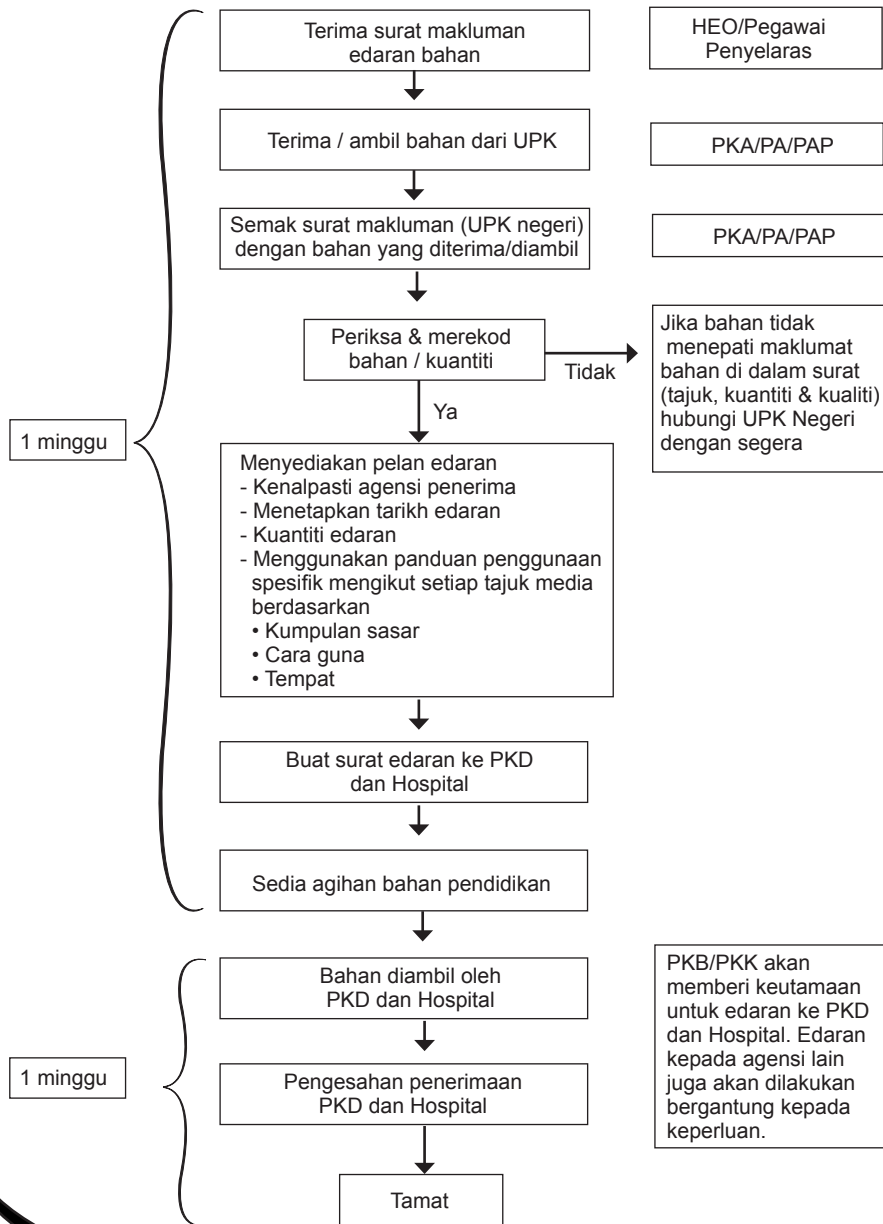 Terima surat makluman
edaran bahan
HEO/Pegawai
Penyelaras
Terima / ambil bahan dari UPK
PKA/PA/PAP
Semak surat makluman (UPK negeri)
dengan bahan yang diterima/diambil
PKA/PA/PAP
Periksa & merekod
bahan / kuantiti
Tidak
Jika bahan tidak
menepati maklumat
bahan di dalam surat
(tajuk, kuantiti & kualiti)
hubungi UPK Negeri
dengan segera
Ya
1 minggu
Menyediakan pelan edaran
- Kenalpasti agensi penerima
- Menetapkan tarikh edaran
- Kuantiti edaran
- Menggunakan panduan penggunaan
spesifik mengikut setiap tajuk media
berdasarkan
• Kumpulan sasar
• Cara guna
• Tempat
Buat surat edaran ke PKD
dan Hospital
Sedia agihan bahan pendidikan
Bahan diambil oleh
PKD dan Hospital
PKB/PKK akan
memberi keutamaan
untuk edaran ke PKD
dan Hospital. Edaran
kepada agensi lain
juga akan dilakukan
bergantung kepada
keperluan.
1 minggu
Pengesahan penerimaan
PKD dan Hospital
Tamat